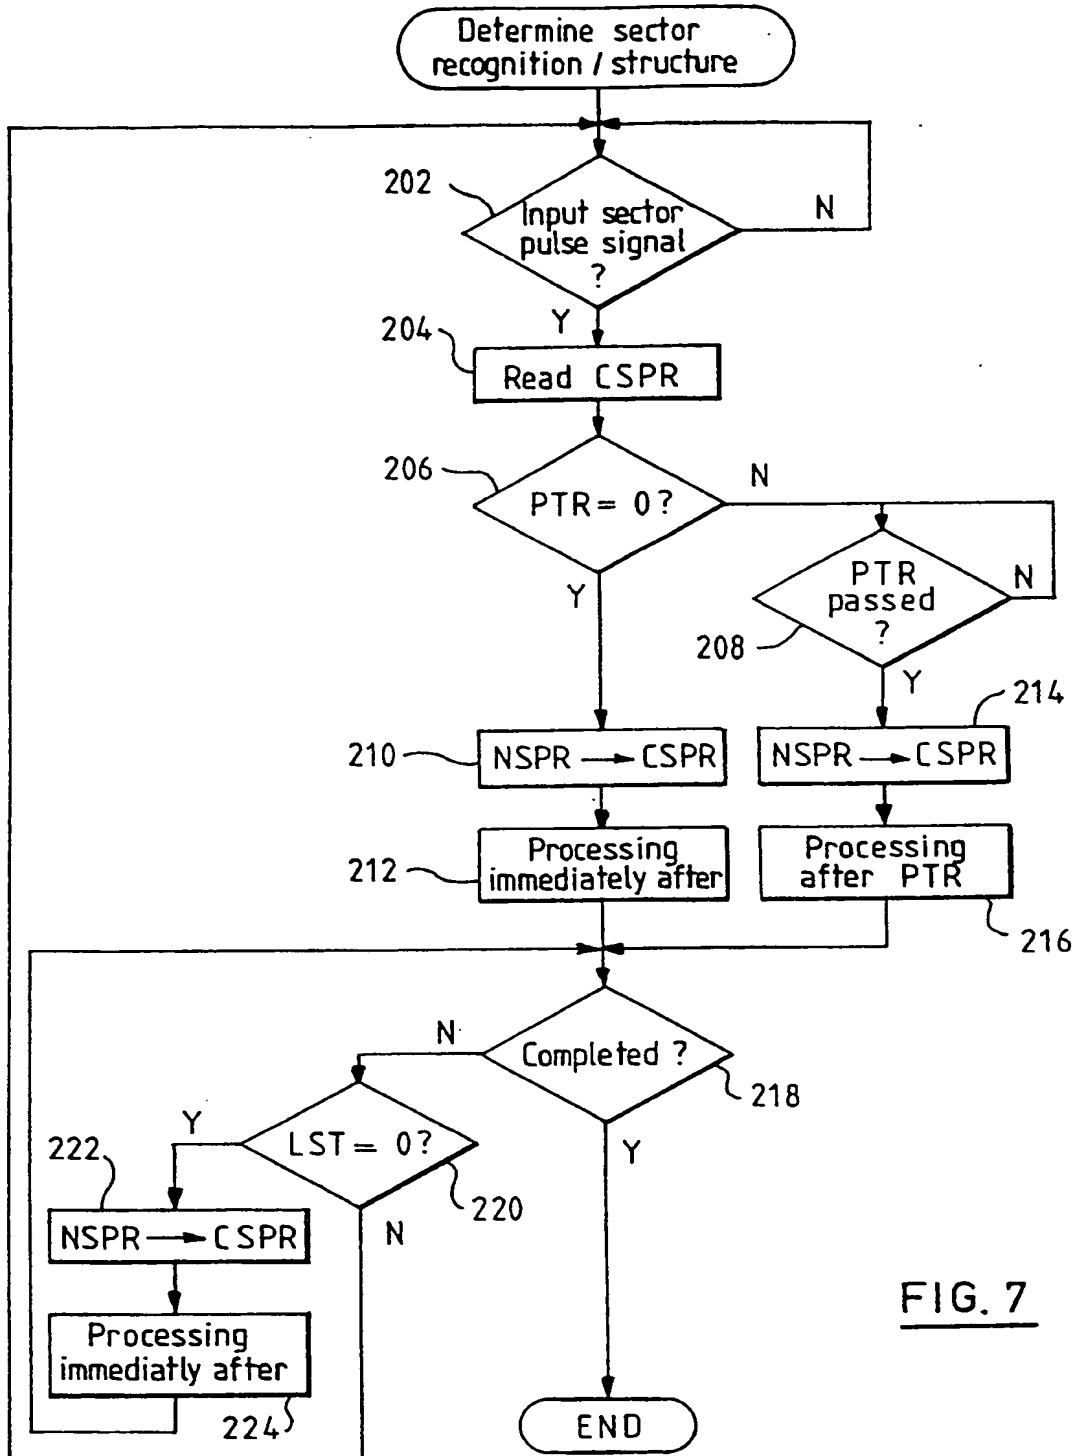 Determine sector
recognition / structure
202
Input sector
pulse signal
?
N
Y
204
Read CSPR
206
PTR = 0?
N
Y
PTR
passed
?
N
208
Y
214
210
NSPR → CSPR
NSPR → CSPR
212
Processing
immediately after
Processing
after PTR
216
N
Completed ?
218
Y
Y
LST = 0?
220
N
222
NSPR → CSPR
Processing
immediatly after
224
END
FIG. 7